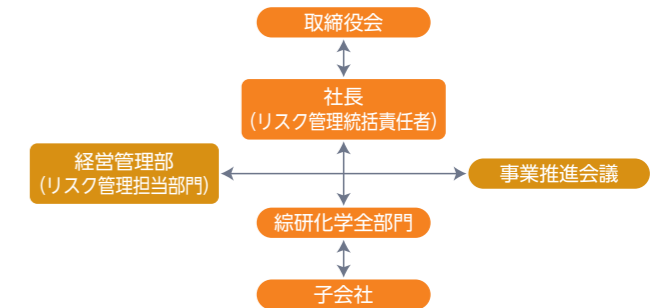 取締役会
社長
(リスク管理統括責任者)
経営管理部
(リスク管理担当部門)
事業推進会議
綜研化学全部門
子会社